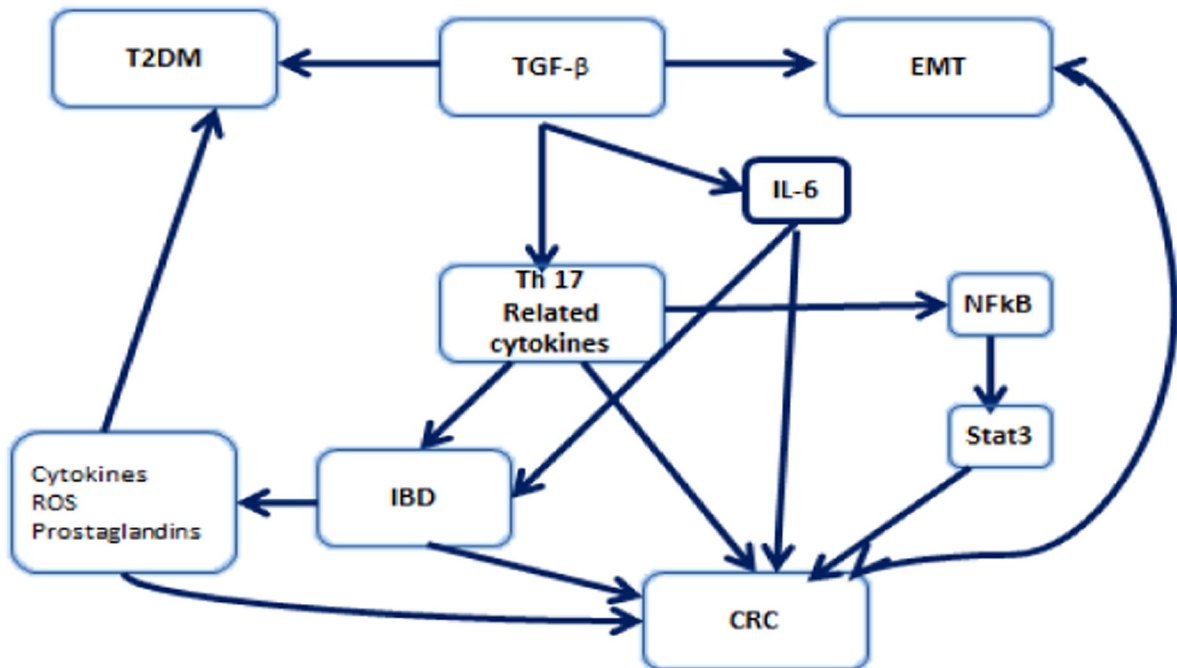 T2DM
TGF-β
EMT
IL-6
Th 17
Related
cytokines
NFkB
Stat3
Cytokines
ROS
Prostaglandins
IBD
CRC